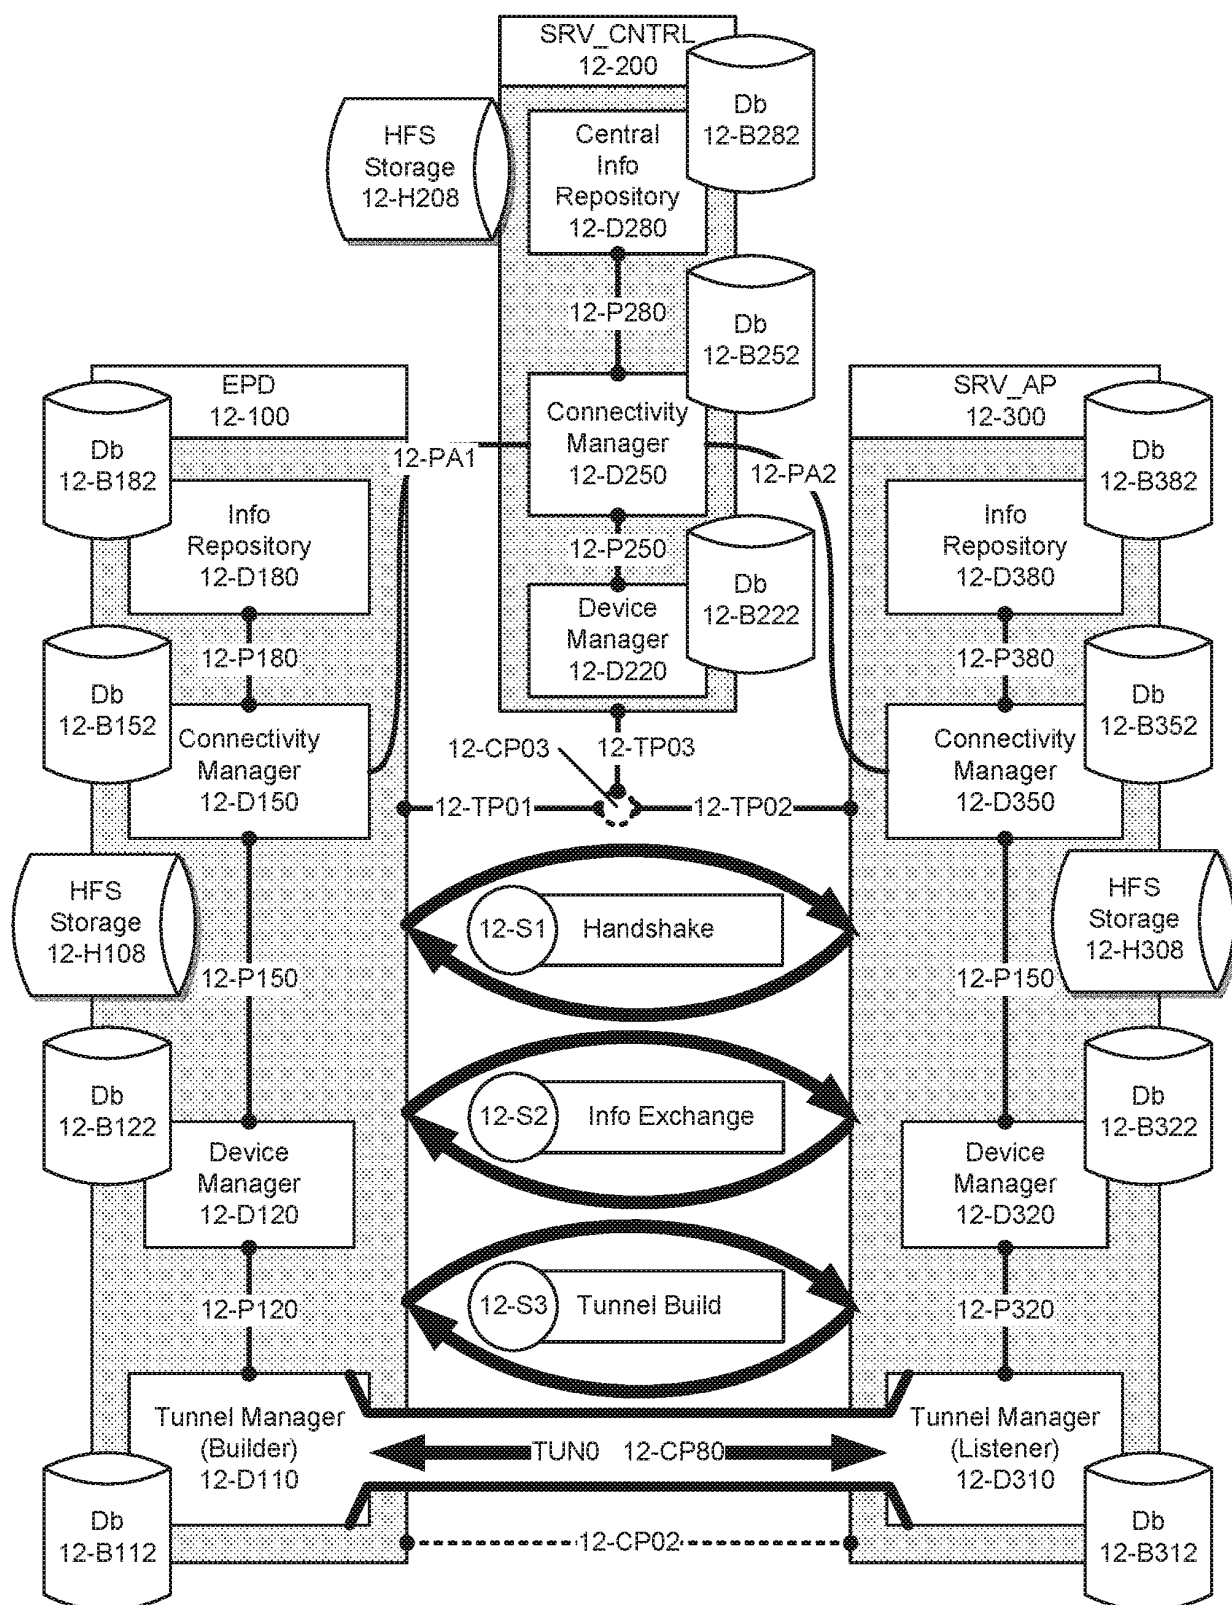 SRV_CNTRL
12-200
Db
12-B282
HFS
Storage
12-H208
Central
Info
Repository
12-D280
12-P280
Db
12-B252
Connectivity
Manager
12-D250
12-PA1
12-PA2
12-P250
Db
12-B222
Device
Manager
12-D220
12-CP03
12-TP03
12-TP01
12-TP02
EPD
12-100
Db
12-B182
Info
Repository
12-D180
12-P180
Db
12-B152
Connectivity
Manager
12-D150
HFS
Storage
12-H108
12-P150
Db
12-B122
Device
Manager
12-D120
12-P120
Tunnel Manager
(Builder)
12-D110
Db
12-B112
12-S1
Handshake
12-S2
Info Exchange
12-S3
Tunnel Build
TUN0
12-CP80
12-CP02
SRV_AP
12-300
Db
12-B382
Info
Repository
12-D380
12-P380
Db
12-B352
Connectivity
Manager
12-D350
HFS
Storage
12-H308
12-P150
Db
12-B322
Device
Manager
12-D320
12-P320
Tunnel Manager
(Listener)
12-D310
Db
12-B312